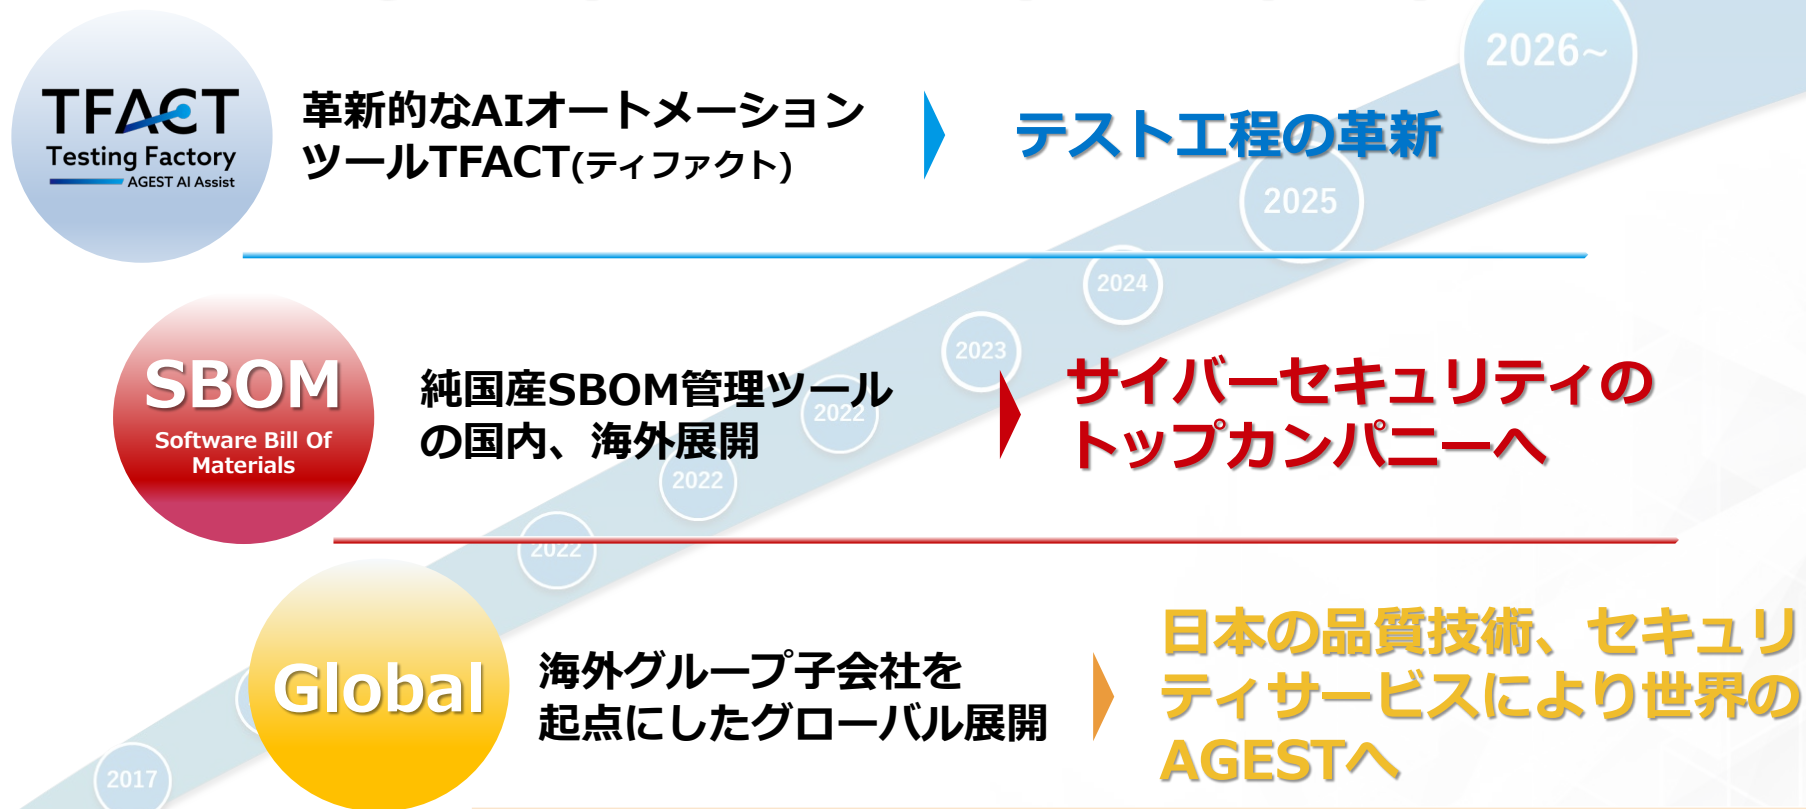 2026~
TFACT
Testing Factory
AGEST AI Assist
革新的なAIオートメーション
ツールTFACT(ティファクト)
テスト工程の革新
2025
2024
SBOM
Software Bill Of
Materials
純国産SBOM管理ツール
の国内、海外展開
サイバーセキュリティの
トップカンパニーへ
2023
2022
2022
2022
Global
海外グループ子会社を
起点にしたグローバル展開
日本の品質技術、セキュリ
ティサービスにより世界の
AGESTへ
2017